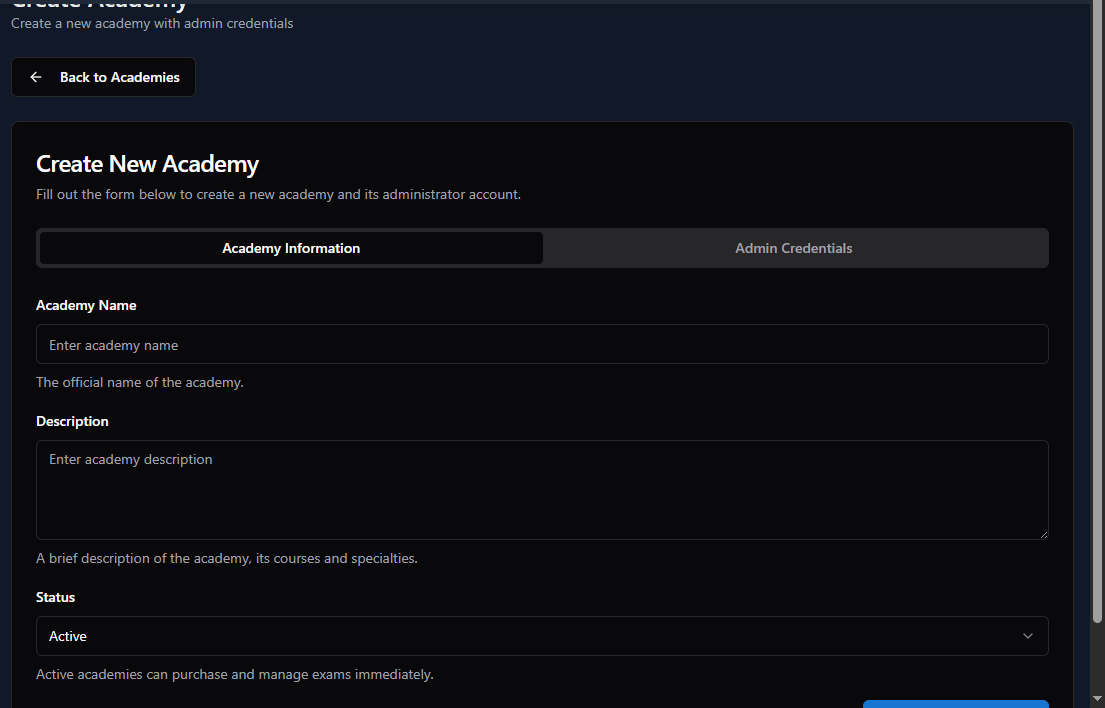 Create Academy
Create a new academy with admin credentials
Back to Academies
Create New Academy
Fill out the form below to create a new academy and its administrator account.
Academy Information
Admin Credentials
Academy Name
Enter academy name
The official name of the academy.
Description
Enter academy description
A brief description of the academy, its courses and specialties.
Status
Active
Active academies can purchase and manage exams immediately.